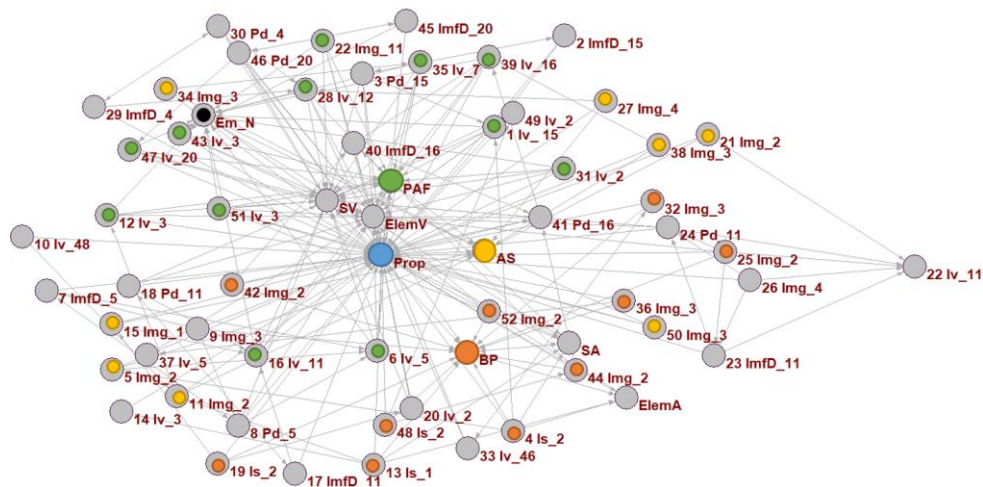 30 Pd_4
45 ImfD_20
22 Img_11
46 Pd_20
2 ImfD_15
35 Iv_7
39 Iv_16
3 Pd_15
34 Img_3
28 Iv_12
27 Img_4
29 ImfD_4
Em_N
49 Iv_2
1 Iv_15
43 Iv_3
21 Img_2
47 Iv_20
40 ImfD_16
38 Img_3
31 Iv_2
PAF
SV
12 Iv_3
51 Iv_3
ElemV
41 Pd_16
32 Img_3
24 Pd_11
10 Iv_48
Prop
AS
25 Img_2
22 Iv_11
7 ImfD_5
18 Pd_11
42 Img_2
26 Img_4
36 Img_3
15 Img_1
9 Img_3
52 Img_2
50 Img_3
37 Iv_5
16 Iv_11
6 Iv_5
BP
SA
23 ImfD_11
5 Img_2
44 Img_2
11 Img_2
ElemA
14 Iv_3
20 Iv_2
8 Pd_5
48 Is_2
4 Is_2
33 Iv_46
19 Is_2
17 ImfD_11
13 Is_1